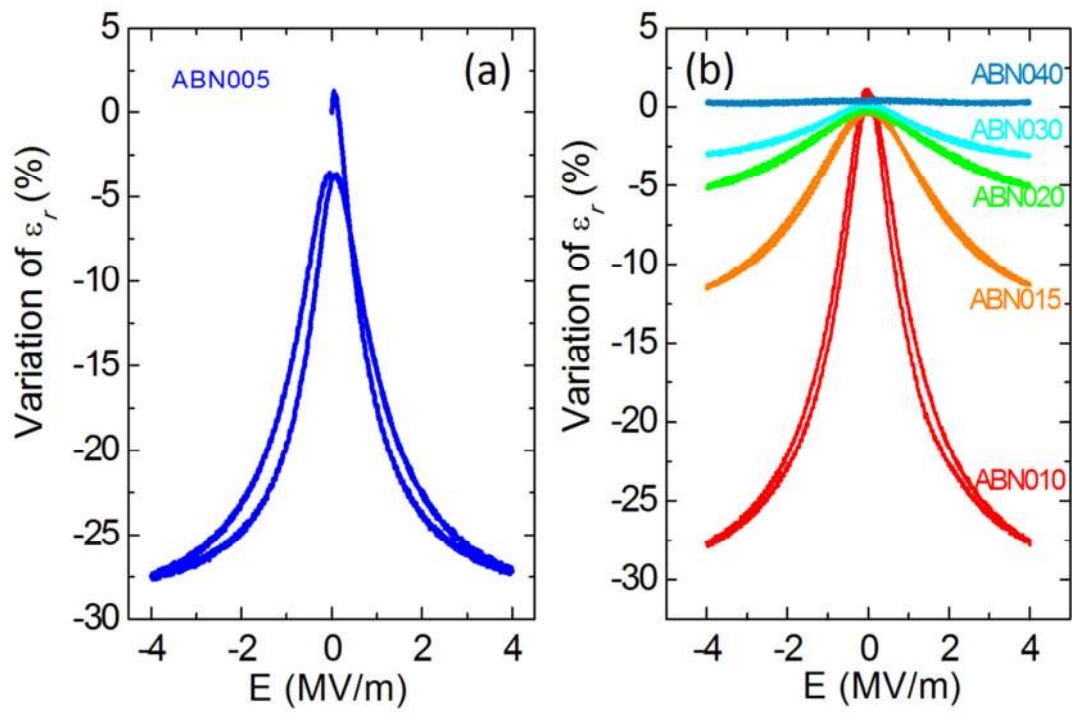 5
0
-5
-10
-15
-20
-25
-30
Variation of εr (%)
ABN005
(a)
-4 -2 0 2 4
E (MV/m)
5
0
-5
-10
-15
-20
-25
-30
Variation of εr (%)
(b)
ABN040
ABN030
ABN020
ABN015
ABN010
-4 -2 0 2 4
E (MV/m)